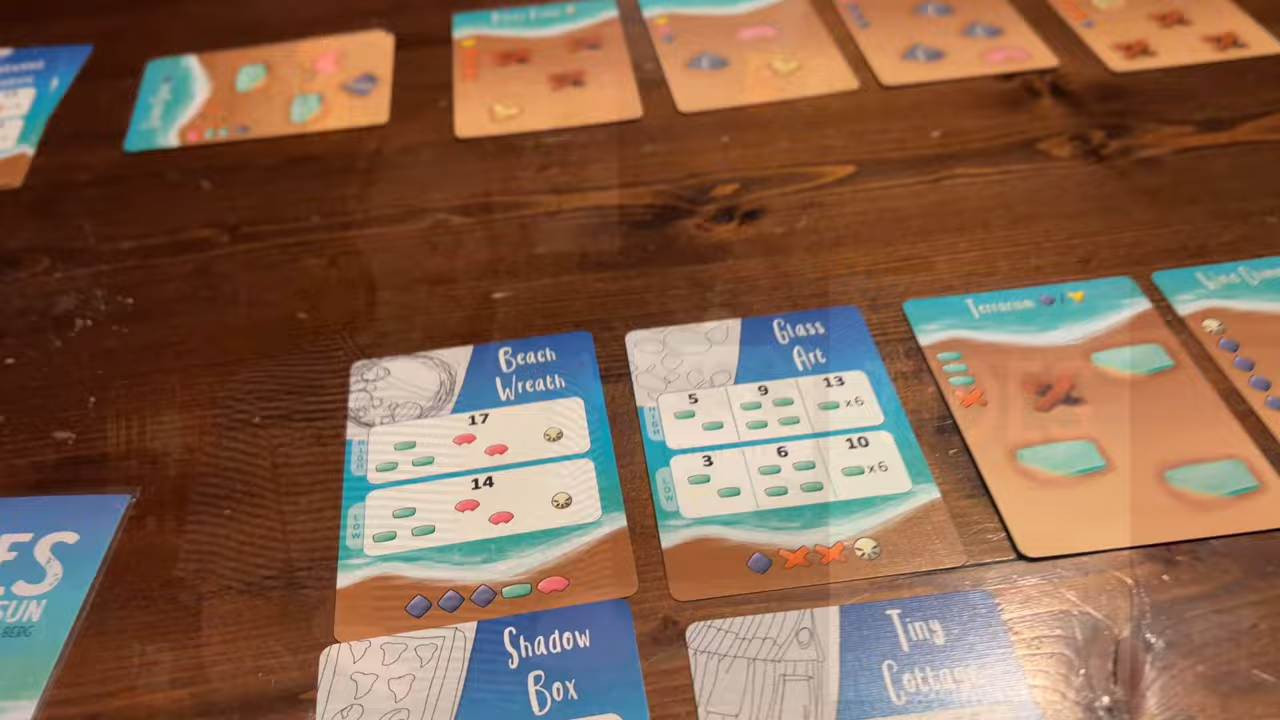 Beach
Wreath
HIGH
17
LOW
14
Glass
Art
HIGH
5 9 13
x6
LOW
3 6 10
x6
Terrarium
ES
SUN
BERG
Shadow
Box
Tiny
Cottage